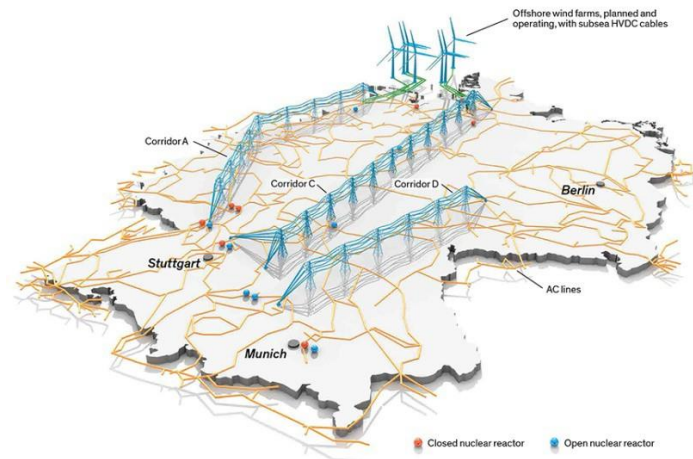 Offshore wind farms, planned and
operating, with subsea HVDC cables
Corridor A
Corridor C
Corridor D
Berlin
Stuttgart
AC lines
Munich
Closed nuclear reactor
Open nuclear reactor